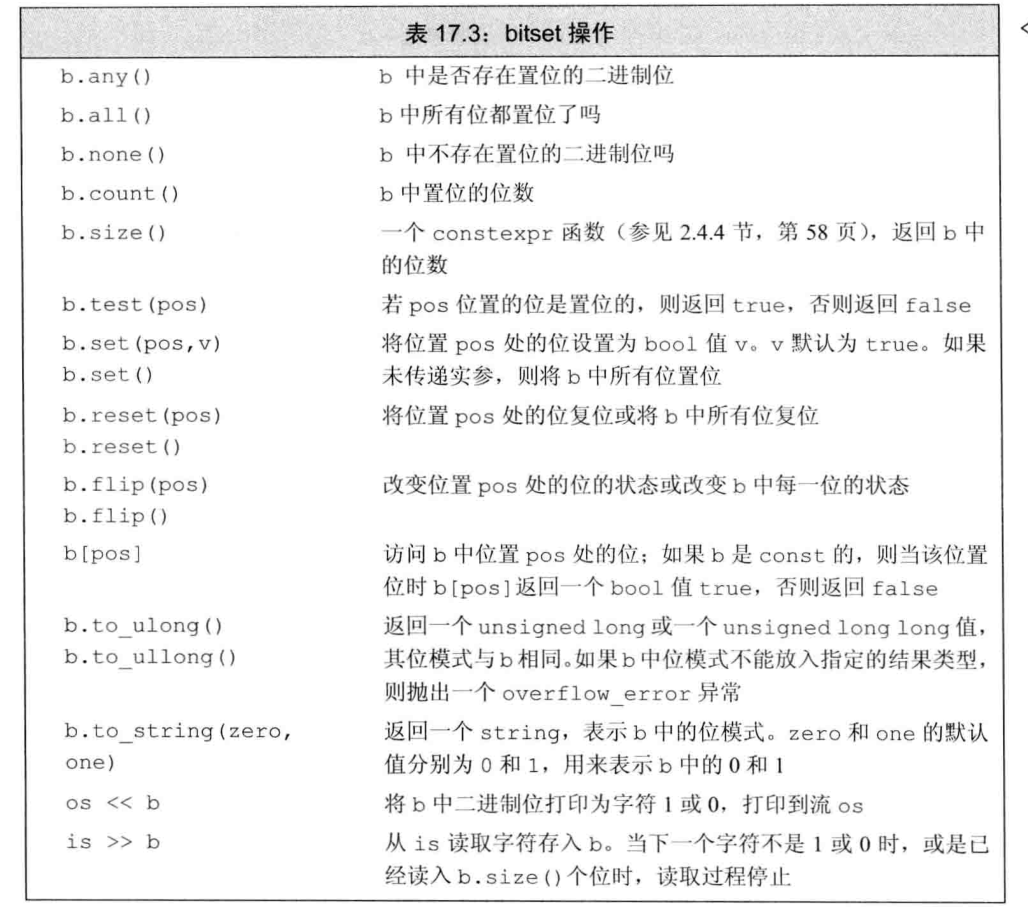 表 17.3：bitset 操作
b.any() b 中是否存在置位的二进制位
b.all() b 中所有位都置位了吗
b.none() b 中不存在置位的二进制位吗
b.count() b 中置位的位数
b.size() 一个 constexpr 函数（参见 2.4.4 节，第 58 页），返回 b 中
的位数
b.test(pos) 若 pos 位置的位是置位的，则返回 true，否则返回 false
b.set(pos,v) 将位置 pos 处的位设置为 bool 值 v。v 默认为 true。如果
b.set() 未传递实参，则将 b 中所有位置位
b.reset(pos) 将位置 pos 处的位复位或将 b 中所有位复位
b.reset()
b.flip(pos) 改变位置 pos 处的位的状态或改变 b 中每一位的状态
b.flip()
b[pos] 访问 b 中位置 pos 处的位；如果 b 是 const 的，则当该位置
位时 b[pos]返回一个 bool 值 true，否则返回 false
b.to_ulong() 返回一个 unsigned long 或一个 unsigned long long 值，
b.to_ullong() 其位模式与b相同。如果b中位模式不能放入指定的结果类型，
则抛出一个 overflow_error 异常
b.to_string(zero, 返回一个 string，表示 b 中的位模式。zero 和 one 的默认
one) 值分别为 0 和 1，用来表示 b 中的 0 和 1
os << b 将 b 中二进制位打印为字符 1 或 0，打印到流 os
is >> b 从 is 读取字符存入 b。当下一个字符不是 1 或 0 时，或是已
经读入 b.size()个位时，读取过程停止